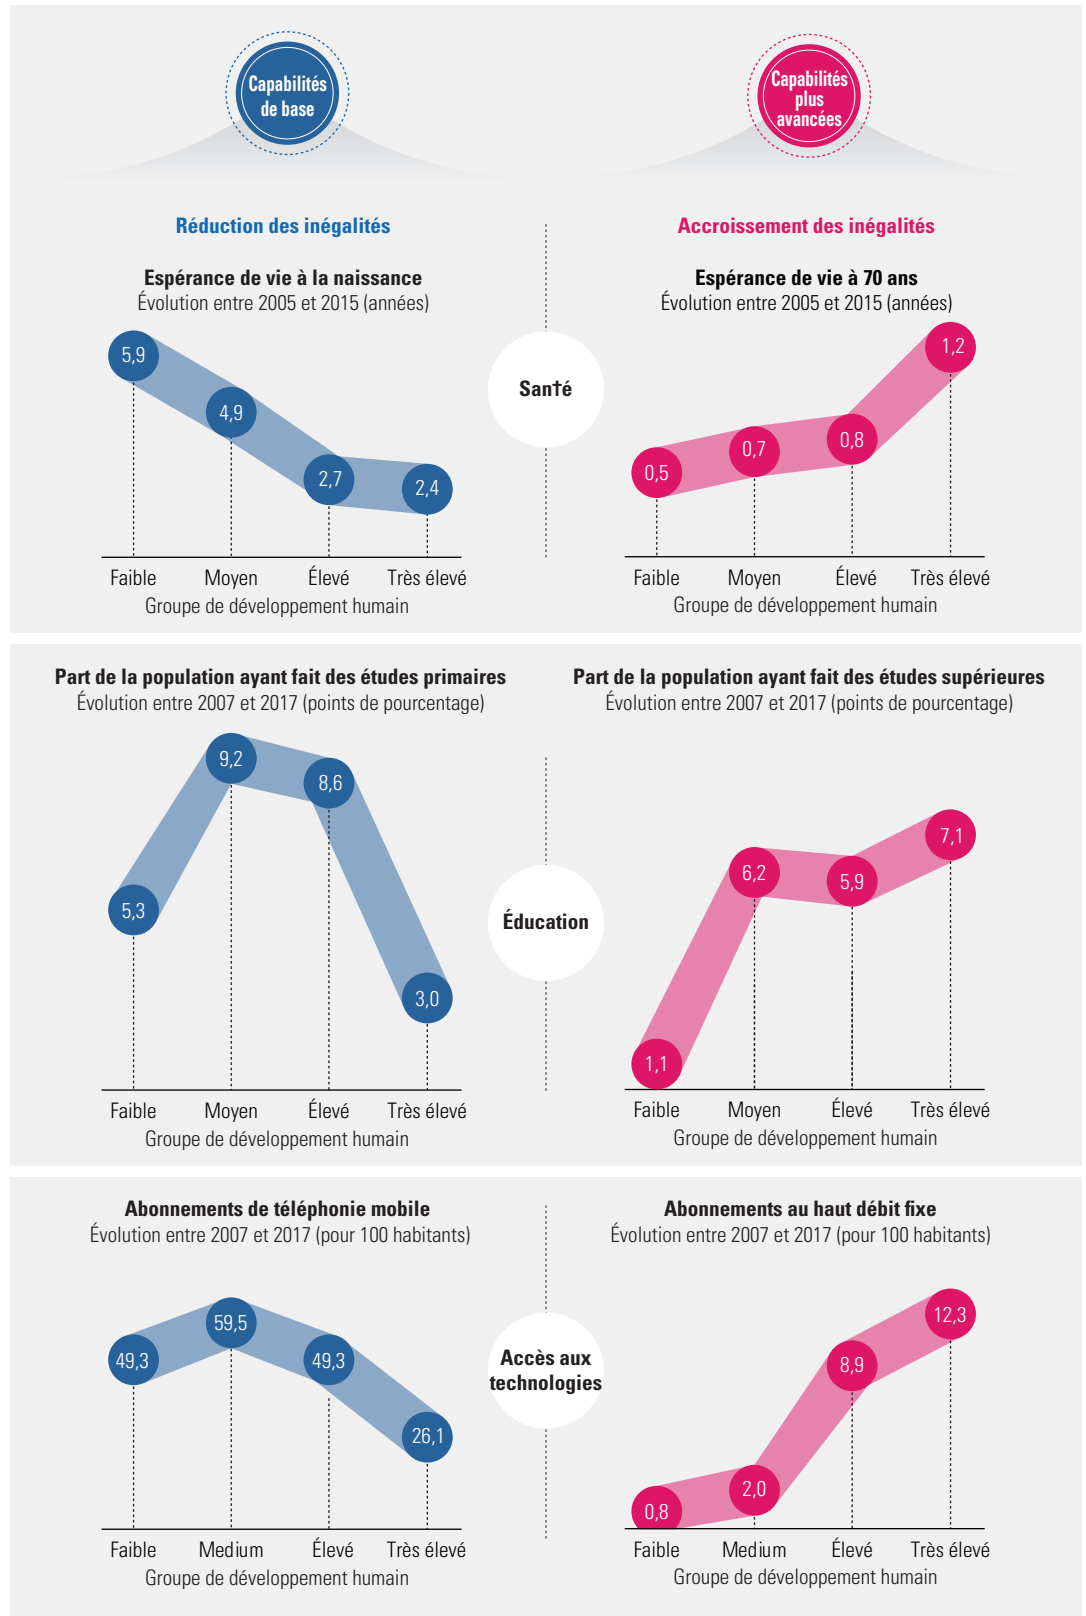 Capabilités
de base
Capabilités
plus
avancées
Réduction des inégalités
Accroissement des inégalités
Espérance de vie à la naissance
Évolution entre 2005 et 2015 (années)
Espérance de vie à 70 ans
Évolution entre 2005 et 2015 (années)
5,9
4,9
2,7
2,4
Faible
Moyen
Élevé
Très élevé
Groupe de développement humain
Santé
0,5
0,7
0,8
1,2
Faible
Moyen
Élevé
Très élevé
Groupe de développement humain
Part de la population ayant fait des études primaires
Évolution entre 2007 et 2017 (points de pourcentage)
Part de la population ayant fait des études supérieures
Évolution entre 2007 et 2017 (points de pourcentage)
5,3
9,2
8,6
3,0
Faible
Moyen
Élevé
Très élevé
Groupe de développement humain
Éducation
1,1
6,2
5,9
7,1
Faible
Moyen
Élevé
Très élevé
Groupe de développement humain
Abonnements de téléphonie mobile
Évolution entre 2007 et 2017 (pour 100 habitants)
Abonnements au haut débit fixe
Évolution entre 2007 et 2017 (pour 100 habitants)
49,3
59,5
49,3
26,1
Faible
Medium
Élevé
Très élevé
Groupe de développement humain
Accès aux
technologies
0,8
2,0
8,9
12,3
Faible
Medium
Élevé
Très élevé
Groupe de développement humain